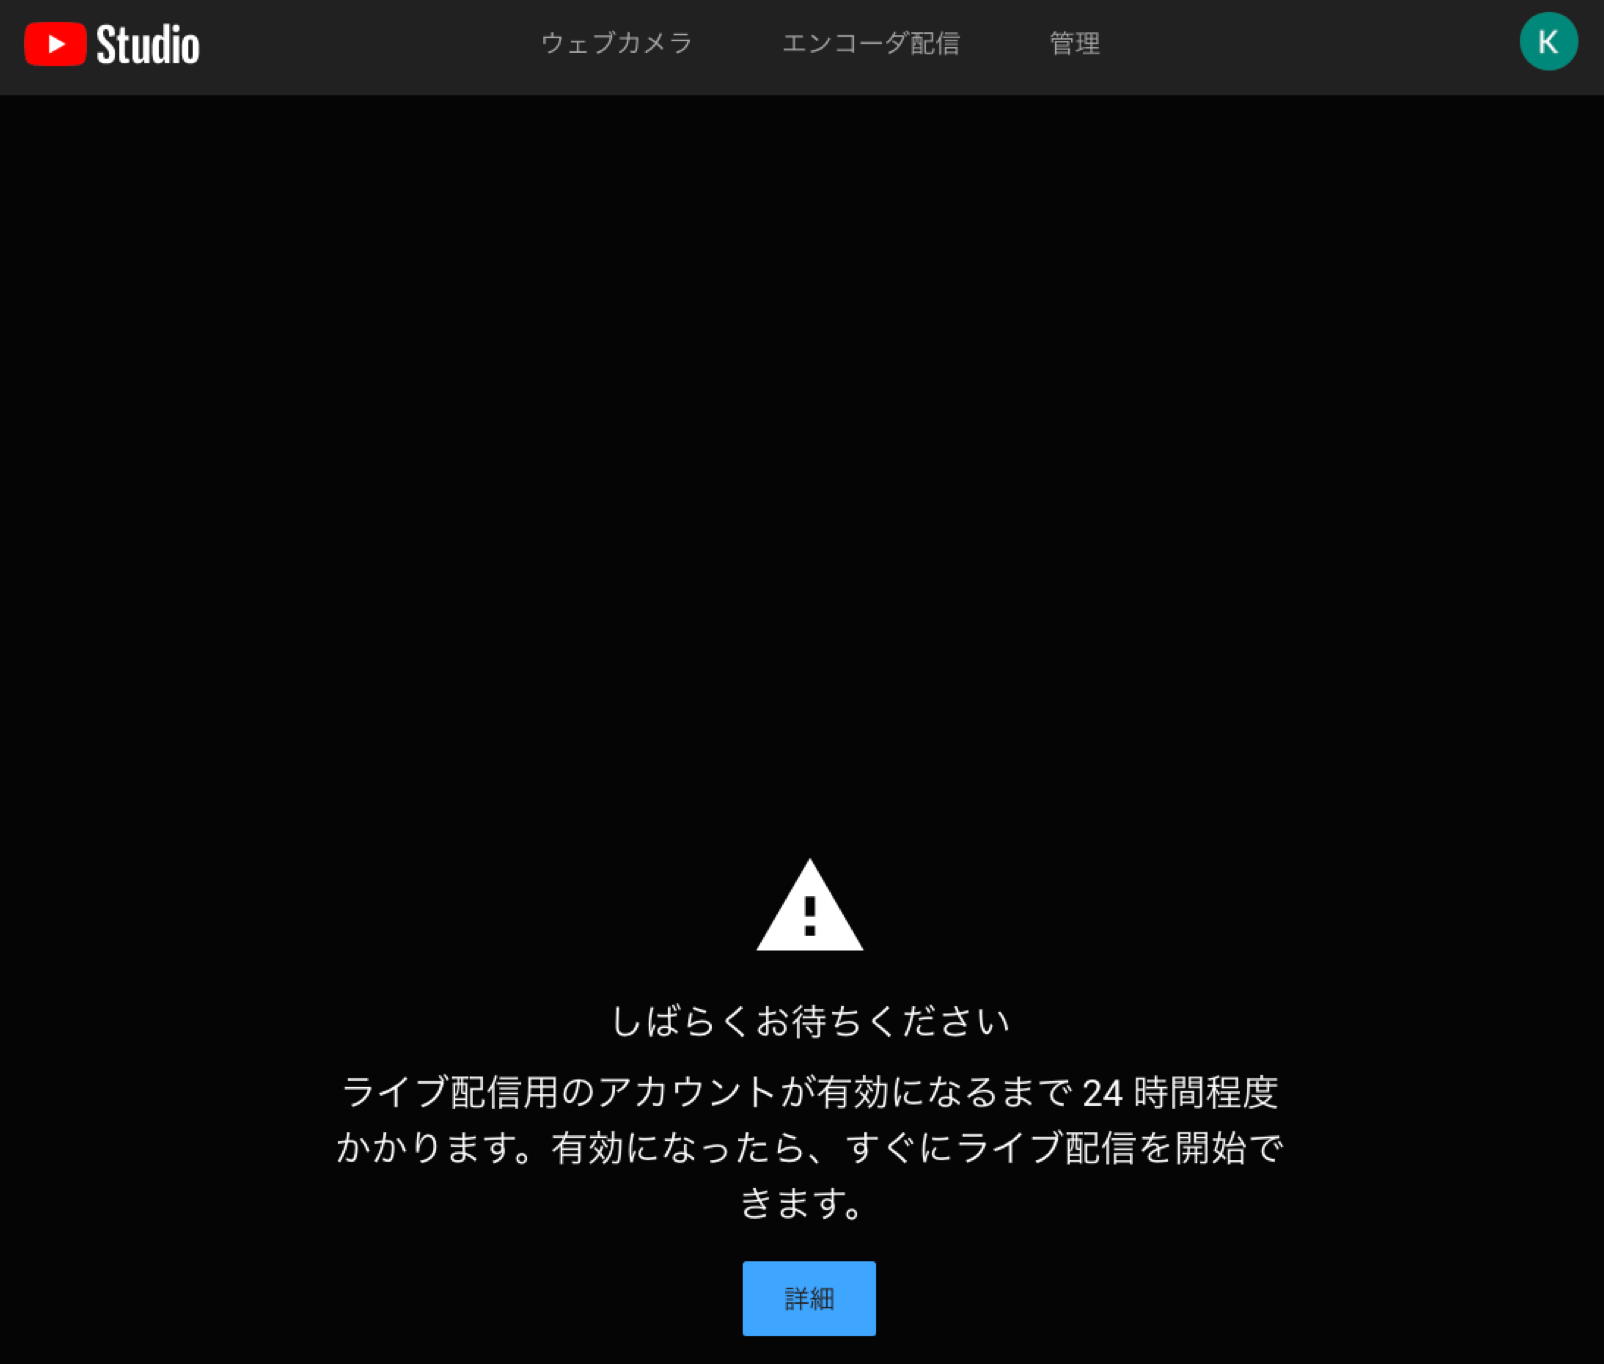 Studio
ウェブカメラ
エンコーダ配信
管理
K
しばらくお待ちください
ライブ配信用のアカウントが有効になるまで 24 時間程度
かかります。有効になったら、すぐにライブ配信を開始で
きます。
詳細